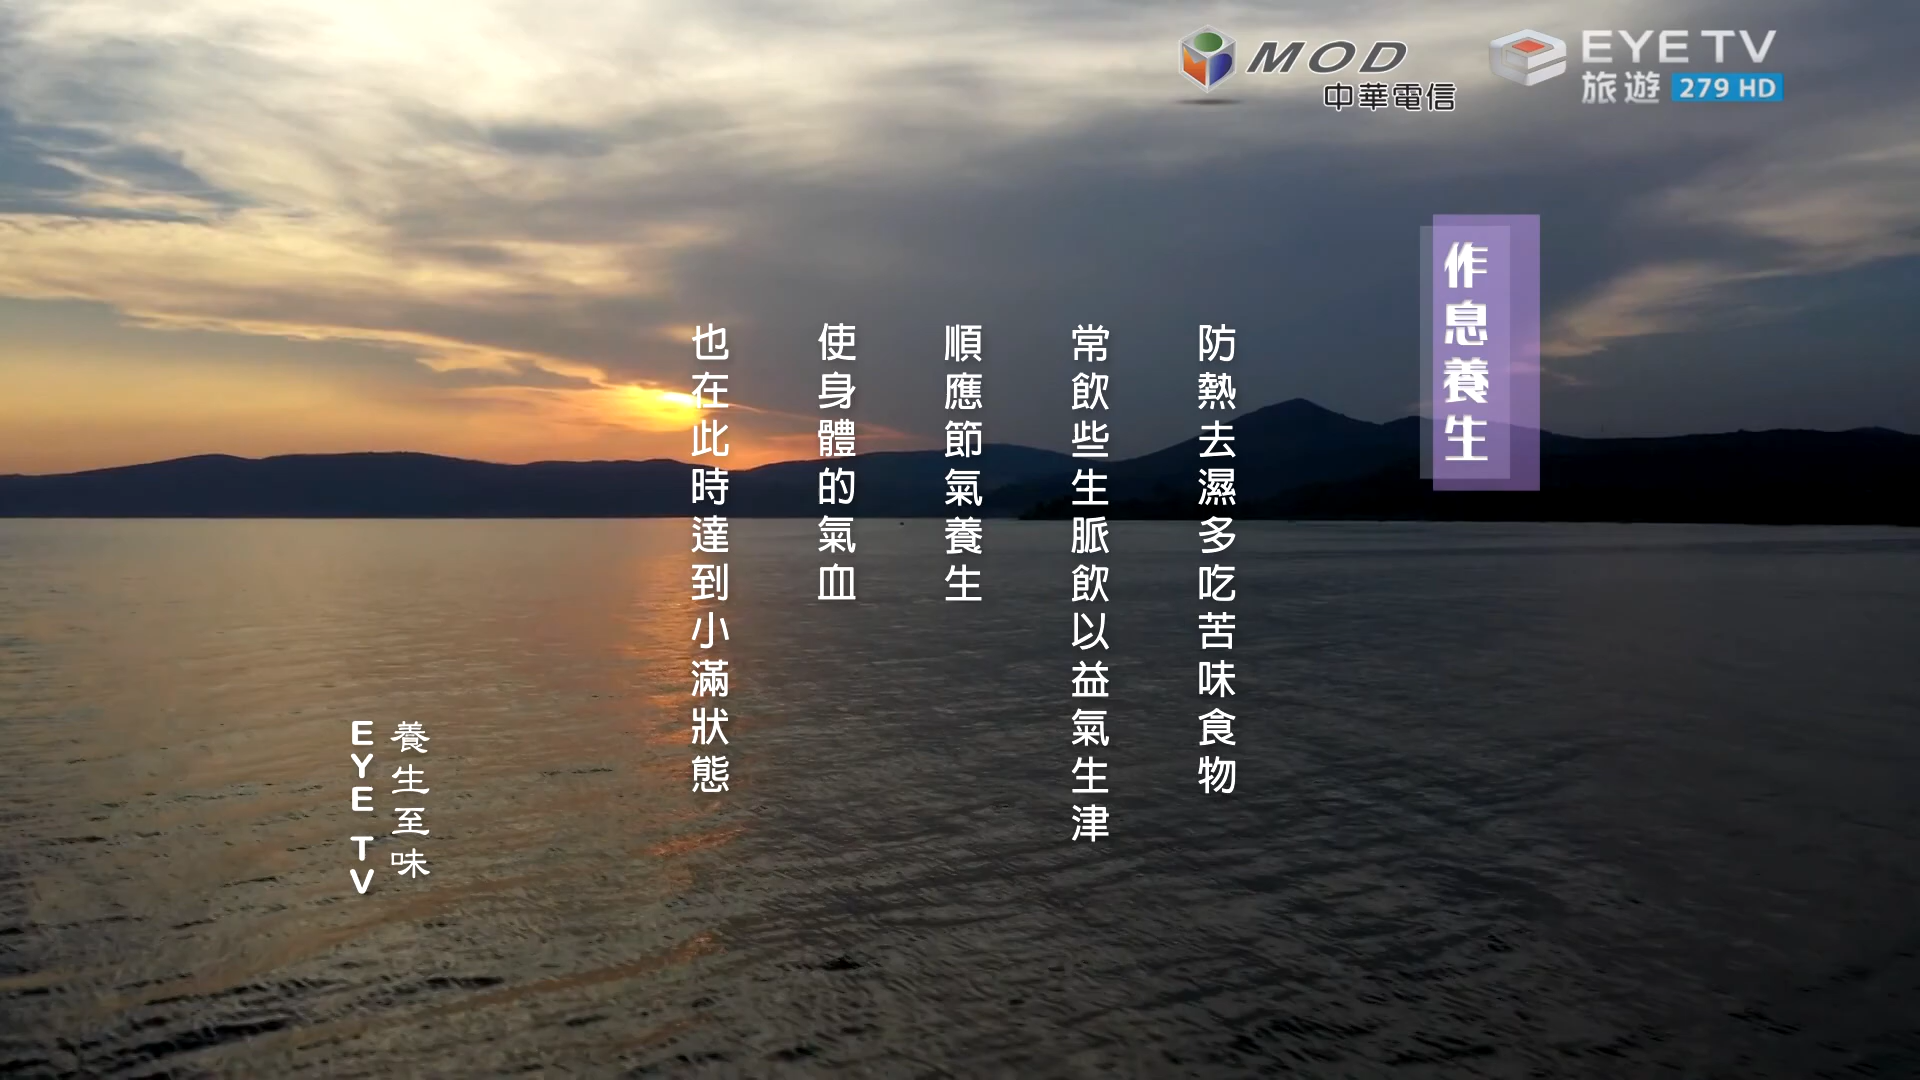 MOD
中華電信
EYE TV
旅遊 279 HD
作息養生
防熱去濕多吃苦味食物
常飲些生脈飲以益氣生津
順應節氣養生
使身體的氣血
也在此時達到小滿狀態
養生至味
EYE TV